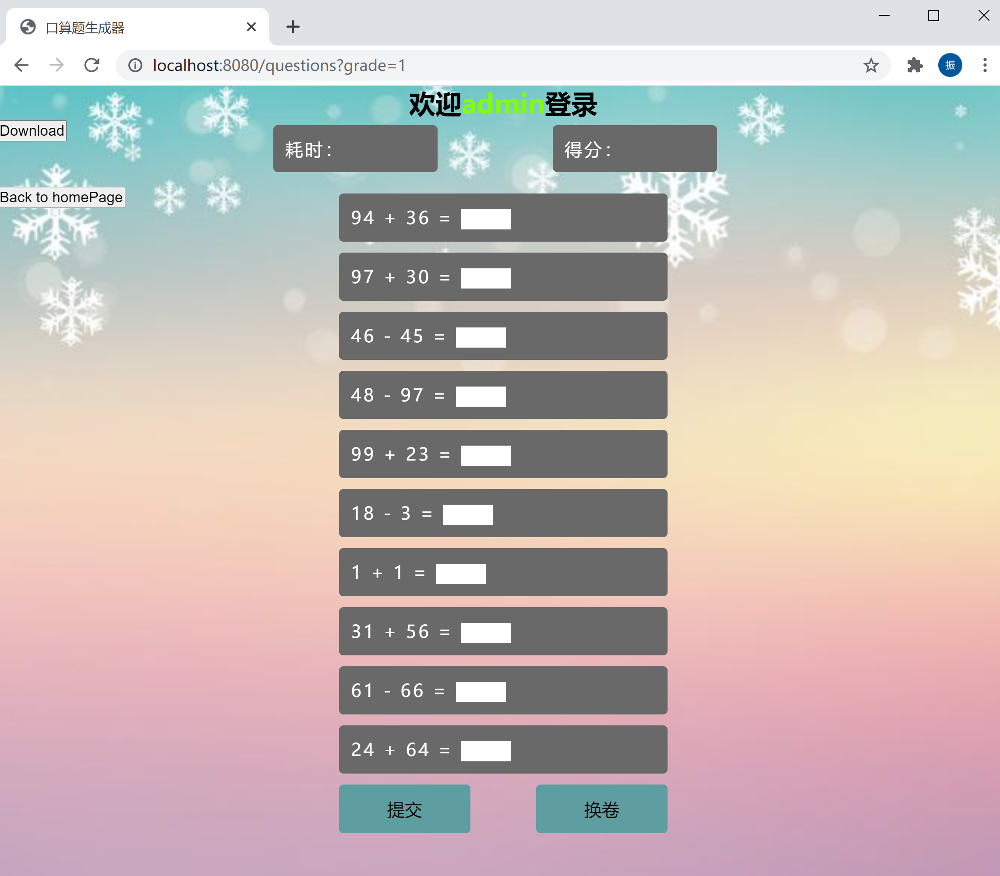 口算题生成器
localhost:8080/questions?grade=1
振
欢迎admin登录
Download
耗时：
得分：
Back to homePage
94 + 36 =
97 + 30 =
46 - 45 =
48 - 97 =
99 + 23 =
18 - 3 =
1 + 1 =
31 + 56 =
61 - 66 =
24 + 64 =
提交
换卷